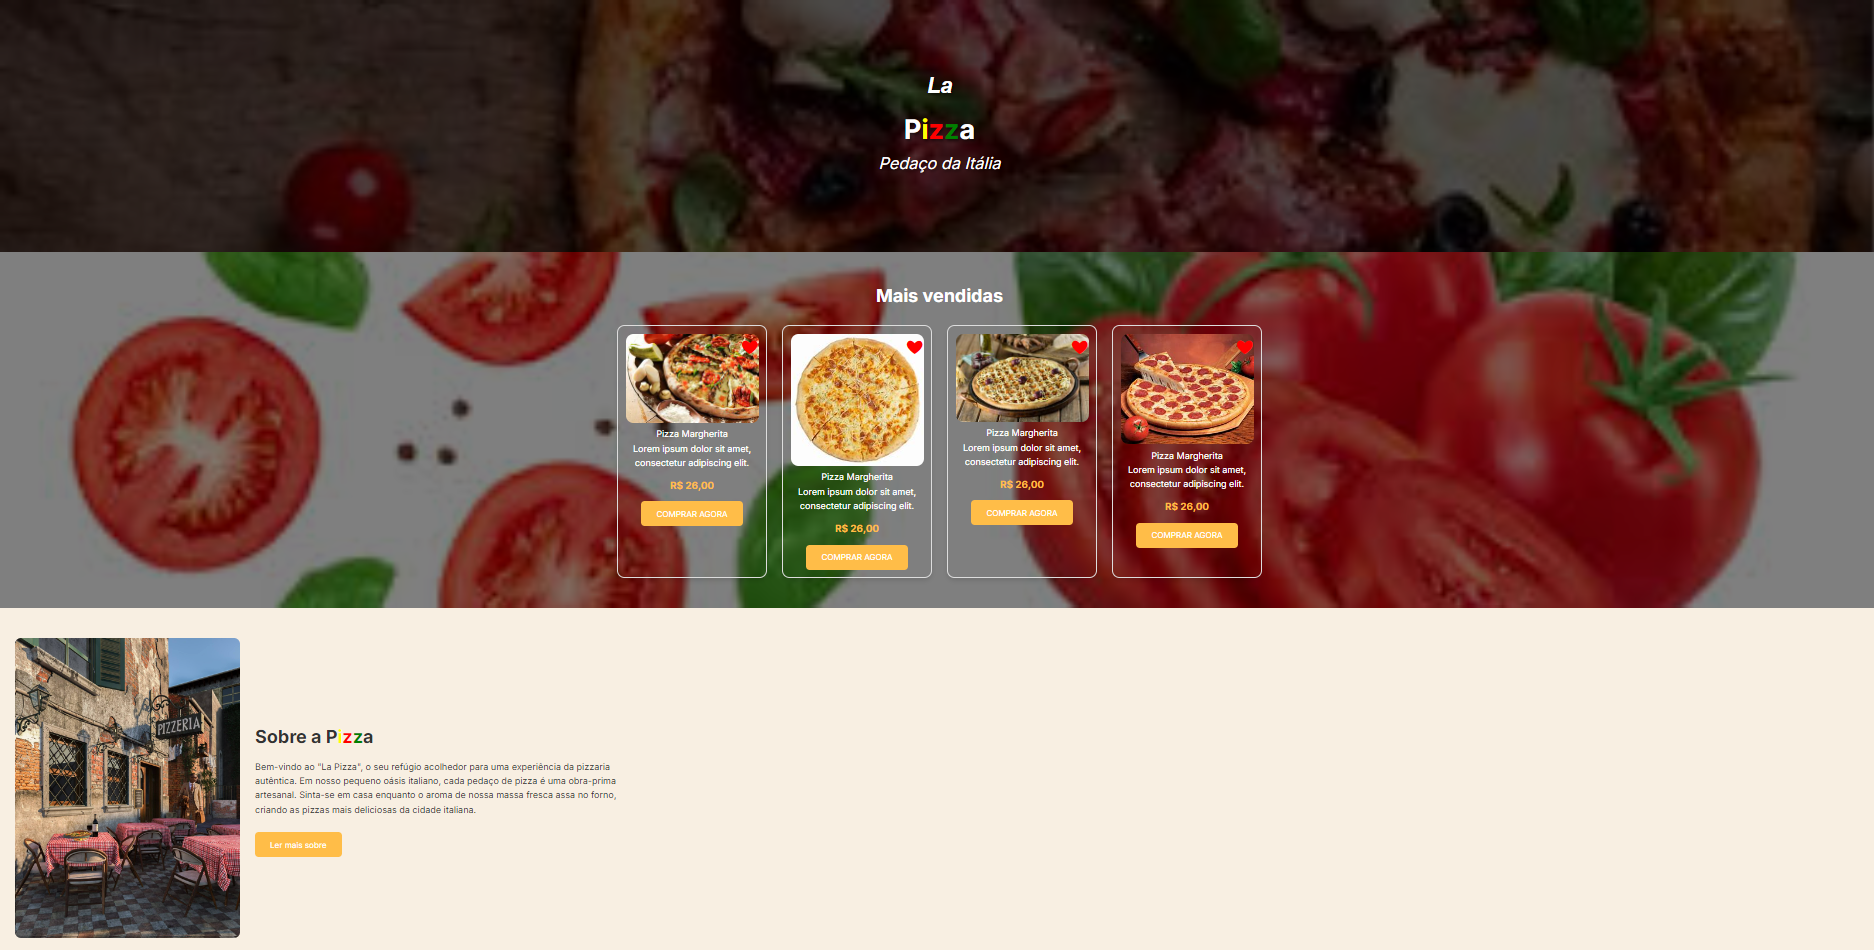 La
Pizza
Pedaço da Itália
Mais vendidas
Pizza Margherita
Lorem ipsum dolor sit amet,
consectetur adipiscing elit.
R$ 26,00
COMPRAR AGORA
Pizza Margherita
Lorem ipsum dolor sit amet,
consectetur adipiscing elit.
R$ 26,00
COMPRAR AGORA
Pizza Margherita
Lorem ipsum dolor sit amet,
consectetur adipiscing elit.
R$ 26,00
COMPRAR AGORA
Pizza Margherita
Lorem ipsum dolor sit amet,
consectetur adipiscing elit.
R$ 26,00
COMPRAR AGORA
PIZZERIA
Sobre a Pizza
Bem-vindo ao "La Pizza", o seu refúgio acolhedor para uma experiência da pizzaria
autêntica. Em nosso pequeno oásis italiano, cada pedaço de pizza é uma obra-prima
artesanal. Sinta-se em casa enquanto o aroma de nossa massa fresca assa no forno,
criando as pizzas mais deliciosas da cidade italiana.
Ler mais sobre